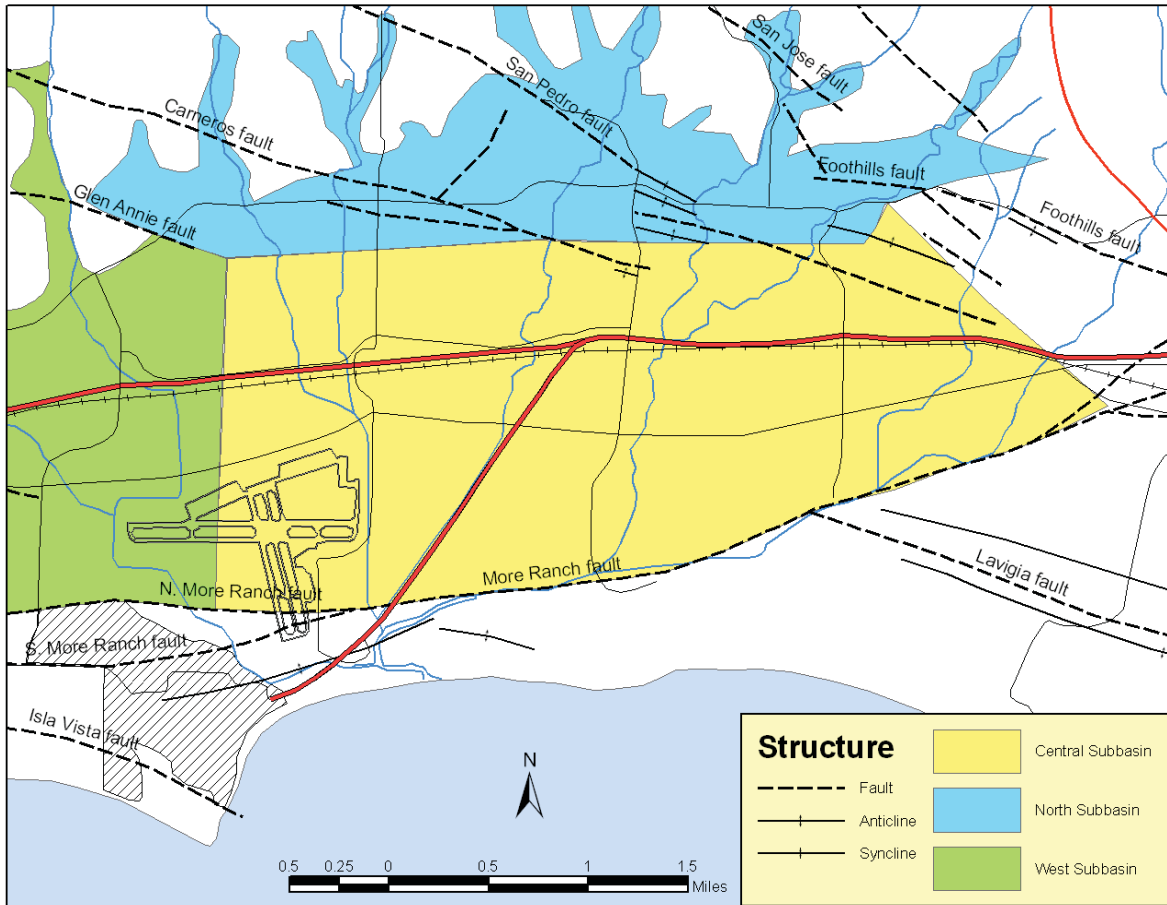 San Jose fault
San Pedro fault
Carneros fault
Foothills fault
Glen Annie fault
Foothills fault
N. More Ranch fault
More Ranch fault
Lavigia fault
S. More Ranch fault
Isla Vista fault
N
Structure
Fault
Anticline
Syncline
Central Subbasin
North Subbasin
West Subbasin
0.5 0.25 0 0.5 1 1.5
Miles